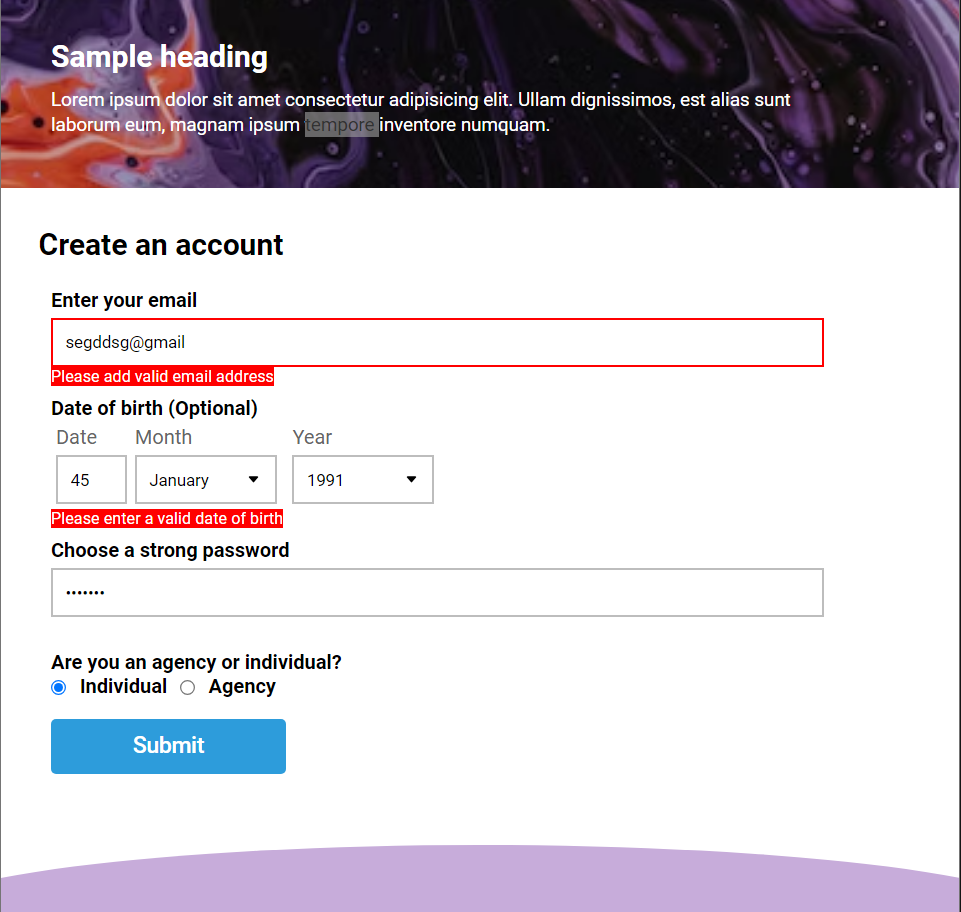 Sample heading
Lorem ipsum dolor sit amet consectetur adipisicing elit. Ullam dignissimos, est alias sunt
laborum eum, magnam ipsum tempore inventore numquam.
Create an account
Enter your email
segddsg@gmail
Please add valid email address
Date of birth (Optional)
Date Month Year
45 January 1991
Please enter a valid date of birth
Choose a strong password
•••••••
Are you an agency or individual?
Individual Agency
Submit